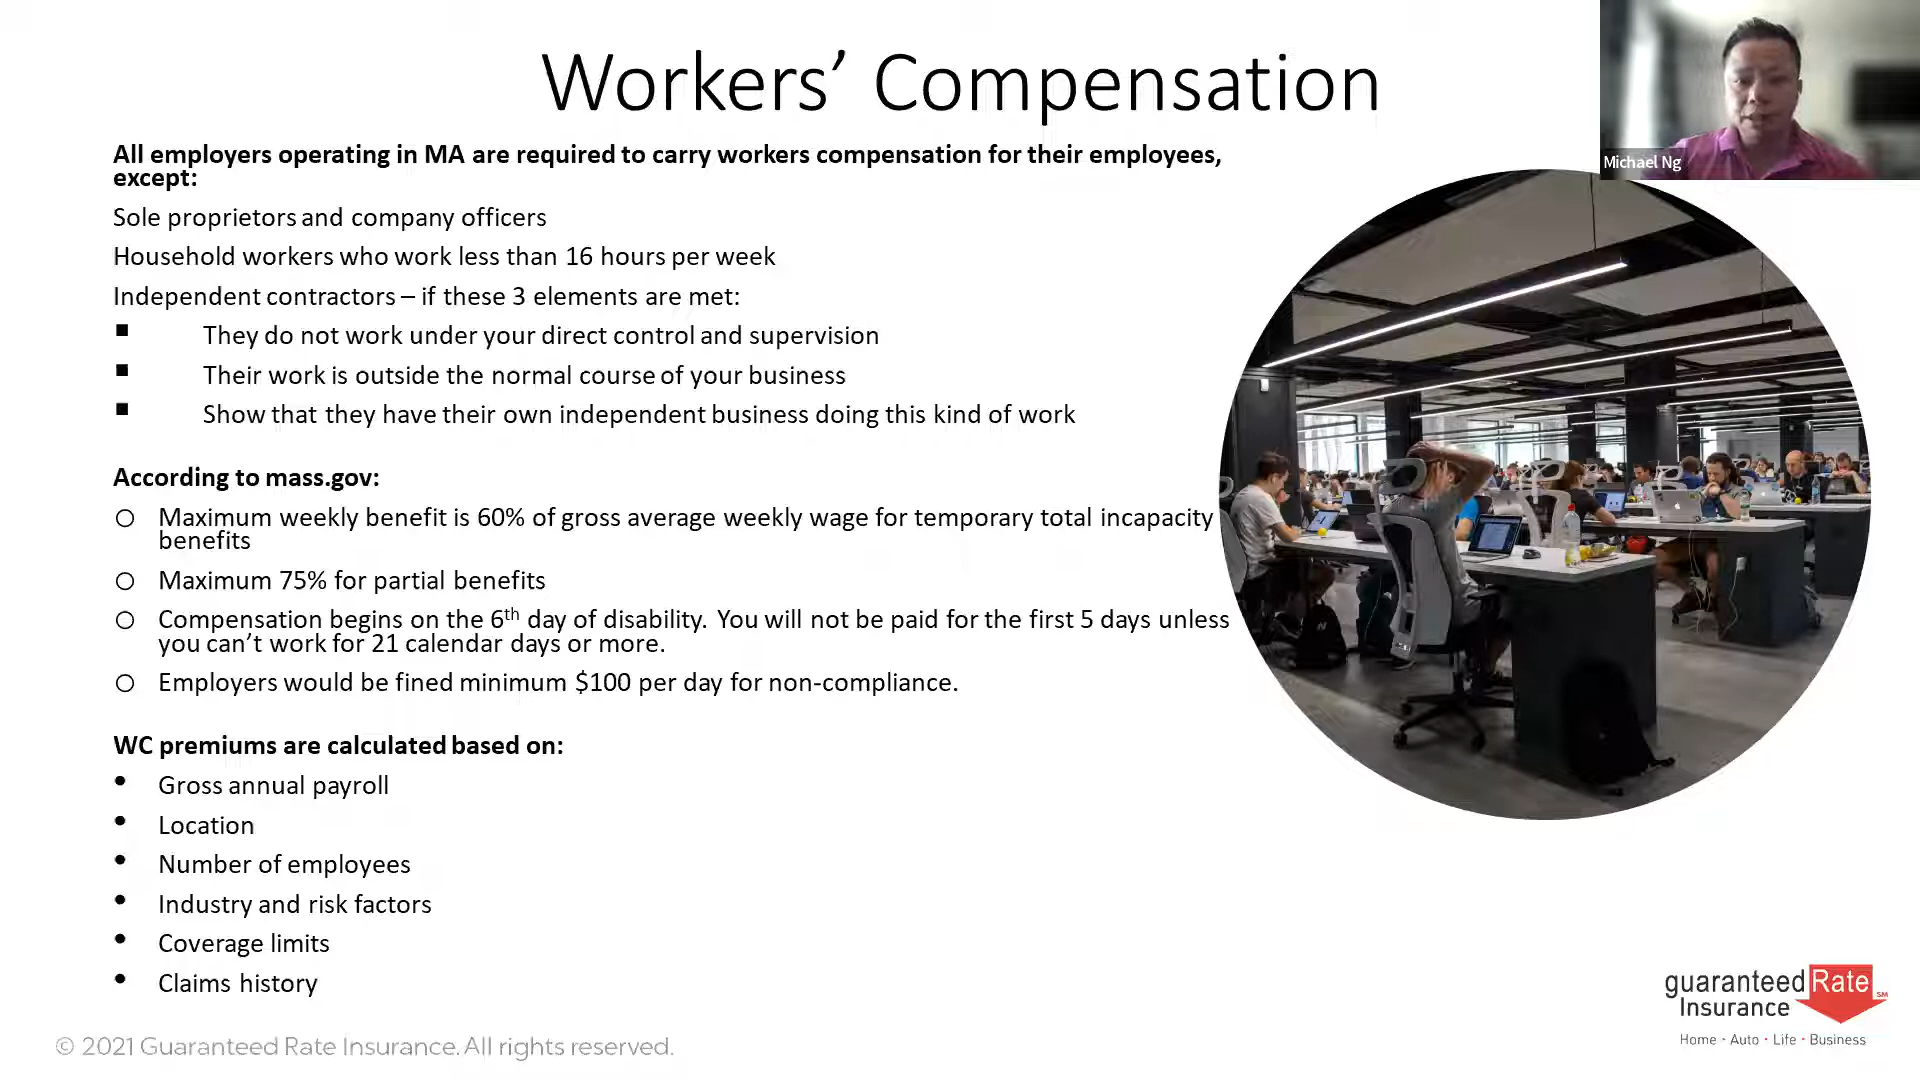 Workers’ Compensation
Michael Ng
All employers operating in MA are required to carry workers compensation for their employees,
except:
Sole proprietors and company officers
Household workers who work less than 16 hours per week
Independent contractors – if these 3 elements are met:
▪ They do not work under your direct control and supervision
▪ Their work is outside the normal course of your business
▪ Show that they have their own independent business doing this kind of work
According to mass.gov:
o Maximum weekly benefit is 60% of gross average weekly wage for temporary total incapacity
benefits
o Maximum 75% for partial benefits
o Compensation begins on the 6th day of disability. You will not be paid for the first 5 days unless
you can’t work for 21 calendar days or more.
o Employers would be fined minimum $100 per day for non-compliance.
WC premiums are calculated based on:
• Gross annual payroll
• Location
• Number of employees
• Industry and risk factors
• Coverage limits
• Claims history
guaranteed Rate
Insurance
SM
Home · Auto · Life · Business
© 2021 Guaranteed Rate Insurance. All rights reserved.